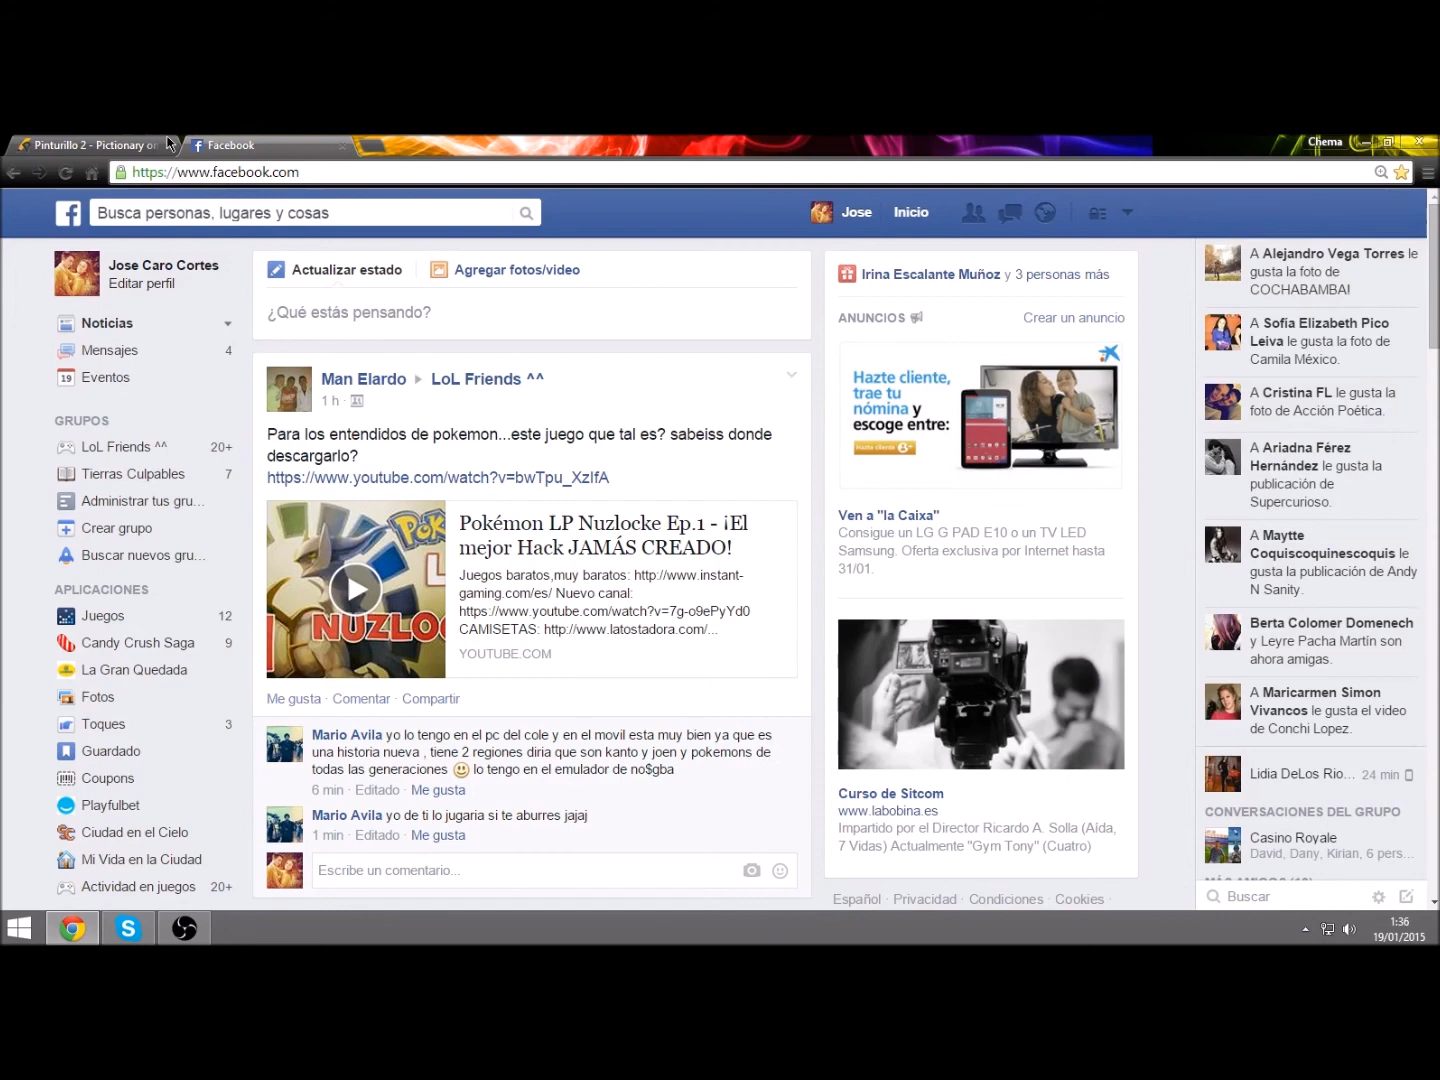 Pinturillo 2 - Pictionary on
Facebook
Chema
https://www.facebook.com
Busca personas, lugares y cosas
Jose
Inicio
Jose Caro Cortes
Editar perfil
Noticias
Mensajes 4
19 Eventos
GRUPOS
LoL Friends ^^ 20+
Tierras Culpables 7
Administrar tus gru...
Crear grupo
Buscar nuevos gru...
APLICACIONES
Juegos 12
Candy Crush Saga 9
La Gran Quedada
Fotos
Toques 3
Guardado
Coupons
Playfulbet
Ciudad en el Cielo
Mi Vida en la Ciudad
Actividad en juegos 20+
Actualizar estado
Agregar fotos/video
¿Qué estás pensando?
Man Elardo LoL Friends ^^
1 h ·
Para los entendidos de pokemon...este juego que tal es? sabeiss donde
descargarlo?
https://www.youtube.com/watch?v=bwTpu_XzIfA
NUZLO
Pokémon LP Nuzlocke Ep.1 - ¡El
mejor Hack JAMÁS CREADO!
Juegos baratos,muy baratos: http://www.instant-
gaming.com/es/ Nuevo canal:
https://www.youtube.com/watch?v=7g-o9ePyYd0
CAMISETAS: http://www.latostadora.com/...
YOUTUBE.COM
Me gusta · Comentar · Compartir
Mario Avila yo lo tengo en el pc del cole y en el movil esta muy bien ya que es
una historia nueva , tiene 2 regiones diria que son kanto y joen y pokemons de
todas las generaciones lo tengo en el emulador de no$gba
6 min · Editado · Me gusta
Mario Avila yo de ti lo jugaria si te aburres jajaj
1 min · Editado · Me gusta
Escribe un comentario...
Irina Escalante Muñoz y 3 personas más
ANUNCIOS
Crear un anuncio
Hazte cliente,
trae tu
nómina y
escoge entre:
Hazte cliente
Ven a "la Caixa"
Consigue un LG G PAD E10 o un TV LED
Samsung. Oferta exclusiva por Internet hasta
31/01.
Curso de Sitcom
www.labobina.es
Impartido por el Director Ricardo A. Solla (Aída,
7 Vidas) Actualmente "Gym Tony" (Cuatro)
Español · Privacidad · Condiciones · Cookies ·
A Alejandro Vega Torres le
gusta la foto de
COCHABAMBA!
A Sofía Elizabeth Pico
Leiva le gusta la foto de
Camila México.
A Cristina FL le gusta la
foto de Acción Poética.
A Ariadna Férez
Hernández le gusta la
publicación de
Supercurioso.
A Maytte
Coquiscoquinescoquis le
gusta la publicación de Andy
N Sanity.
Berta Colomer Domenech
y Leyre Pacha Martín son
ahora amigas.
A Maricarmen Simon
Vivancos le gusta el video
de Conchi Lopez.
Lidia DeLos Rio... 24 min
CONVERSACIONES DEL GRUPO
Casino Royale
David, Dany, Kirian, 6 pers...
Buscar
1:36
19/01/2015